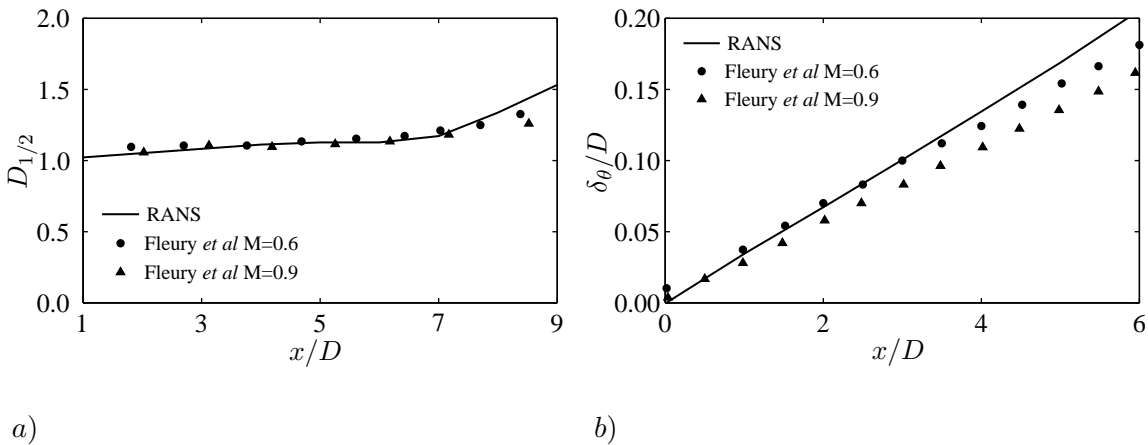 2.0
1.5
1.0
0.5
0.0
D1/2
RANS
Fleury et al M=0.6
Fleury et al M=0.9
1 3 5 7 9
x/D
a)
0.20
0.15
0.10
0.05
0.00
δθ/D
RANS
Fleury et al M=0.6
Fleury et al M=0.9
0 2 4 6
x/D
b)